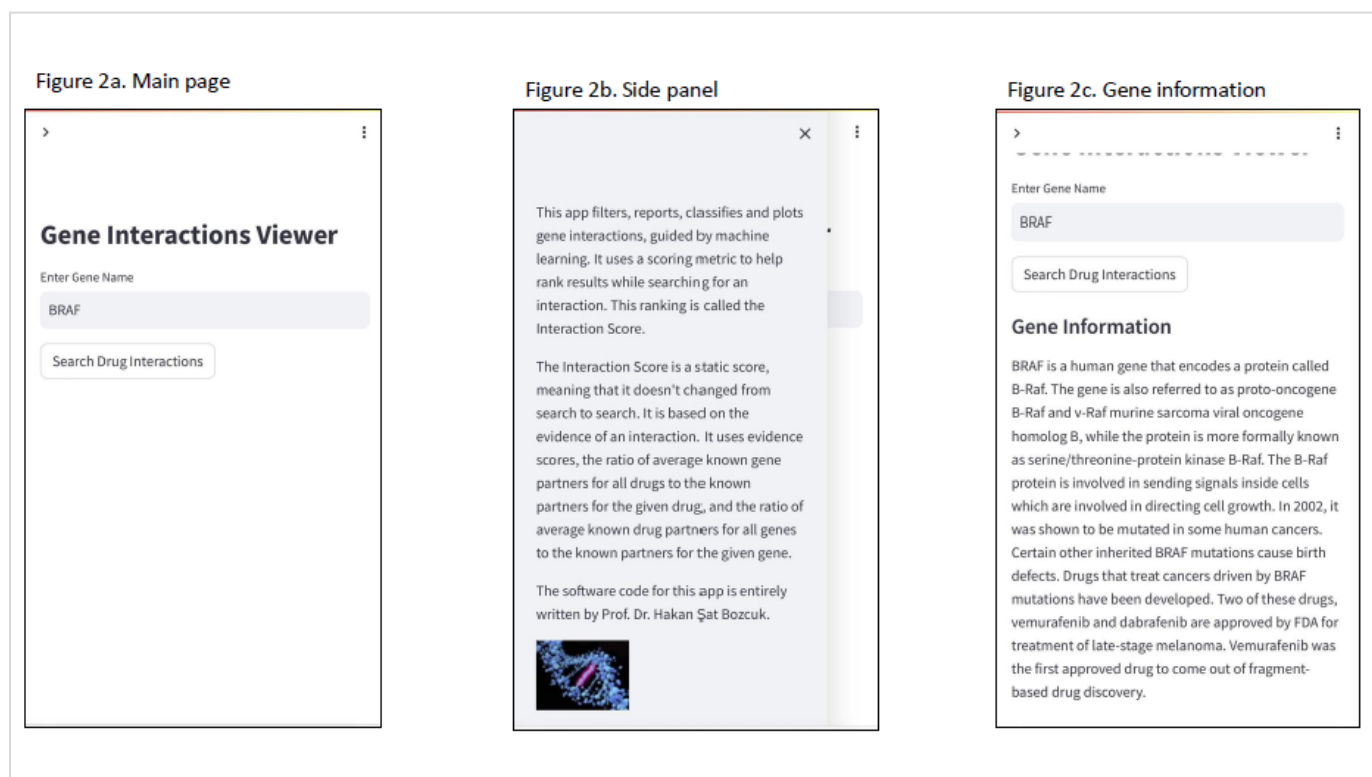 Figure 2a. Main page
Gene Interactions Viewer
Enter Gene Name
BRAF
Search Drug Interactions
Figure 2b. Side panel
This app filters, reports, classifies and plots
gene interactions, guided by machine
learning. It uses a scoring metric to help
rank results while searching for an
interaction. This ranking is called the
Interaction Score.
The Interaction Score is a static score,
meaning that it doesn't changed from
search to search. It is based on the
evidence of an interaction. It uses evidence
scores, the ratio of average known gene
partners for all drugs to the known
partners for the given drug, and the ratio of
average known drug partners for all genes
to the known partners for the given gene.
The software code for this app is entirely
written by Prof. Dr. Hakan Şat Bozcuk.
Figure 2c. Gene information
Gene Interactions Viewer
Enter Gene Name
BRAF
Search Drug Interactions
Gene Information
BRAF is a human gene that encodes a protein called
B-Raf. The gene is also referred to as proto-oncogene
B-Raf and v-Raf murine sarcoma viral oncogene
homolog B, while the protein is more formally known
as serine/threonine-protein kinase B-Raf. The B-Raf
protein is involved in sending signals inside cells
which are involved in directing cell growth. In 2002, it
was shown to be mutated in some human cancers.
Certain other inherited BRAF mutations cause birth
defects. Drugs that treat cancers driven by BRAF
mutations have been developed. Two of these drugs,
vemurafenib and dabrafenib are approved by FDA for
treatment of late-stage melanoma. Vemurafenib was
the first approved drug to come out of fragment-
based drug discovery.